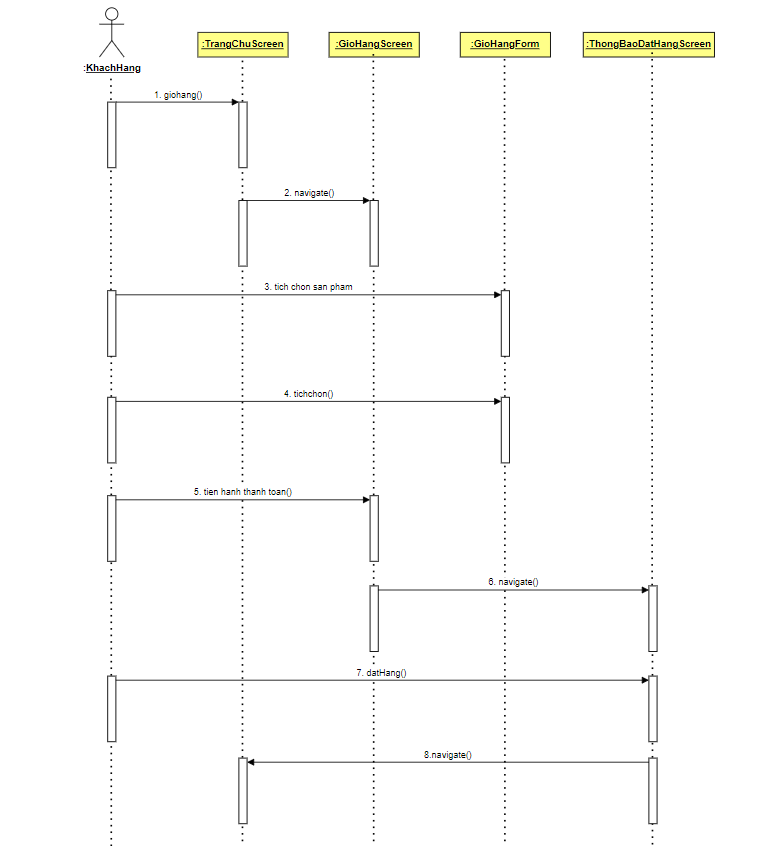 :TrangChuScreen
:GioHangScreen
:GioHangForm
:ThongBaoDatHangScreen
:KhachHang
1. giohang()
2. navigate()
3. tich chon san pham
4. tichchon()
5. tien hanh thanh toan()
6. navigate()
7. datHang()
8.navigate()